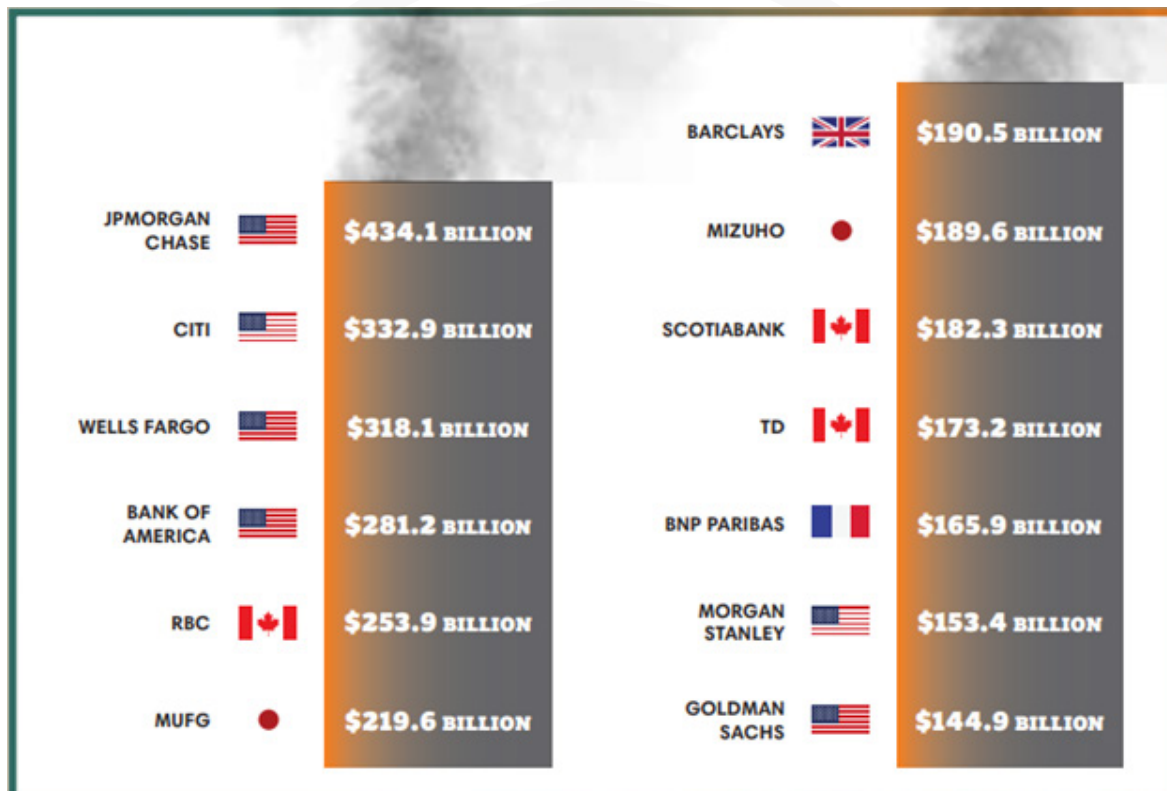 JPMORGAN
CHASE
$434.1 BILLION
CITI
$332.9 BILLION
WELLS FARGO
$318.1 BILLION
BANK OF
AMERICA
$281.2 BILLION
RBC
$253.9 BILLION
MUFG
$219.6 BILLION
BARCLAYS
$190.5 BILLION
MIZUHO
$189.6 BILLION
SCOTIABANK
$182.3 BILLION
TD
$173.2 BILLION
BNP PARIBAS
$165.9 BILLION
MORGAN
STANLEY
$153.4 BILLION
GOLDMAN
SACHS
$144.9 BILLION